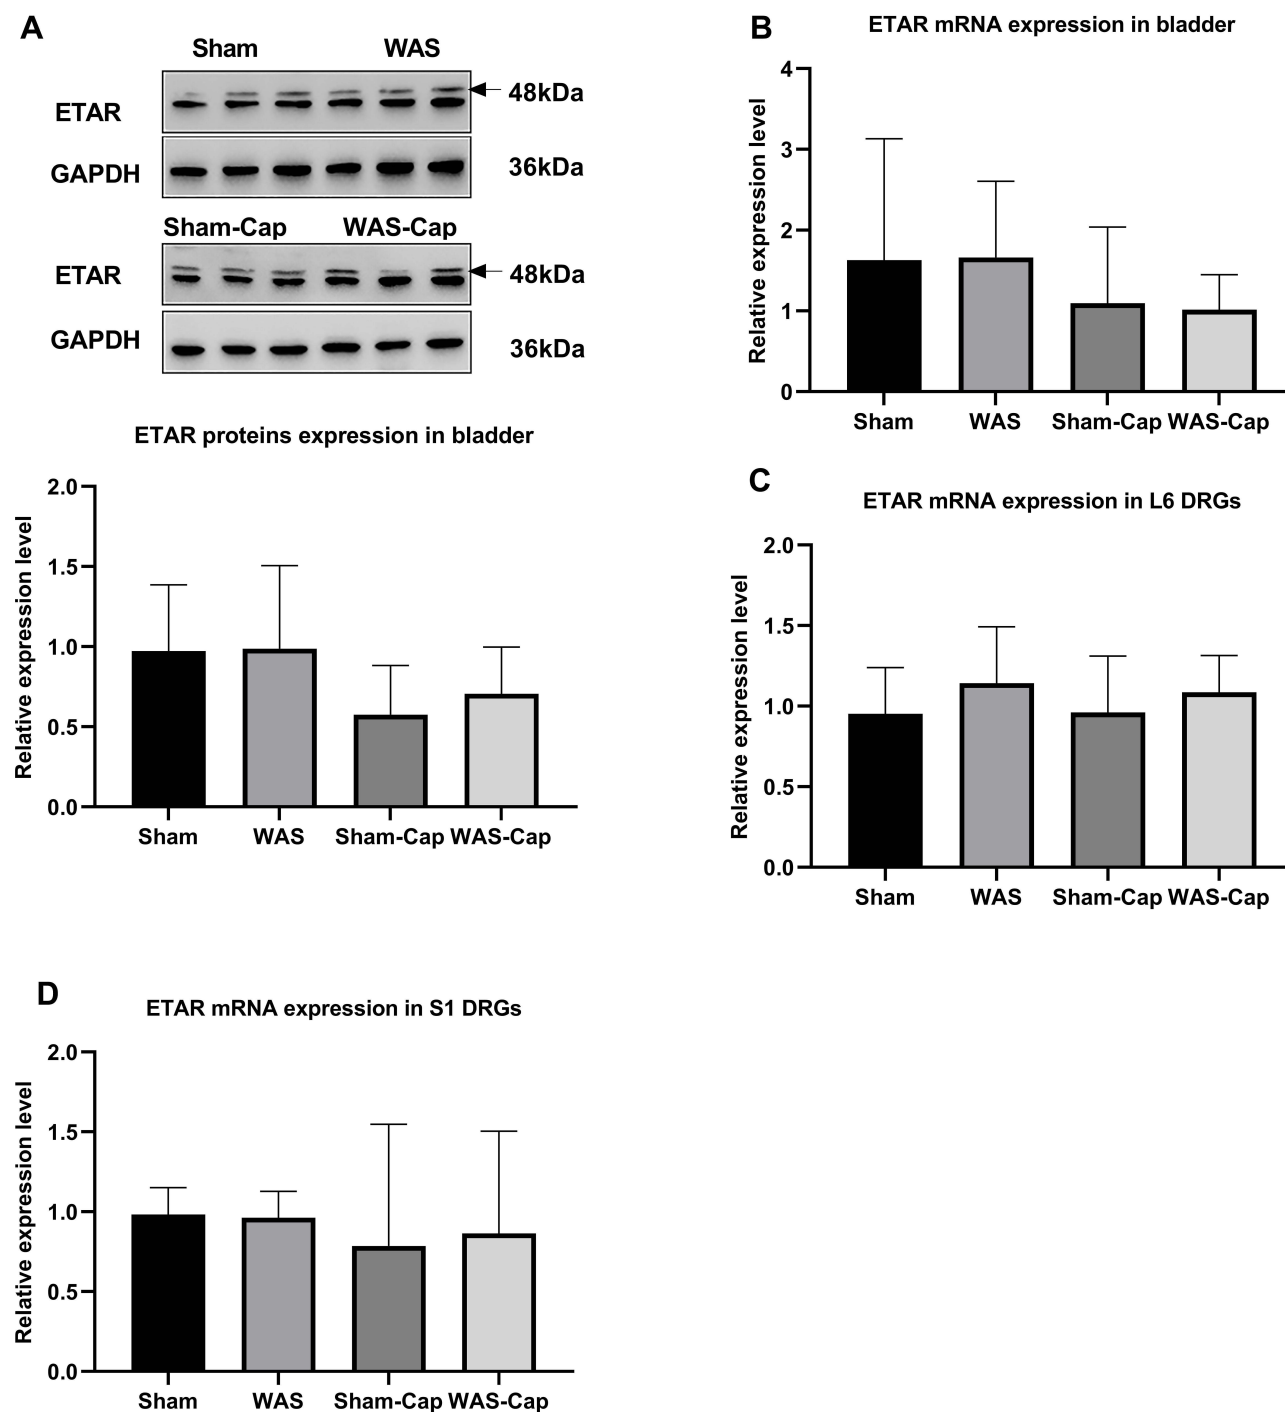 A
Sham WAS
ETAR 48kDa
GAPDH 36kDa
Sham-Cap WAS-Cap
ETAR 48kDa
GAPDH 36kDa
ETAR proteins expression in bladder
Relative expression level
2.0
1.5
1.0
0.5
0.0
Sham WAS Sham-Cap WAS-Cap
B
ETAR mRNA expression in bladder
Relative expression level
4
3
2
1
0
Sham WAS Sham-Cap WAS-Cap
C
ETAR mRNA expression in L6 DRGs
Relative expression level
2.0
1.5
1.0
0.5
0.0
Sham WAS Sham-Cap WAS-Cap
D
ETAR mRNA expression in S1 DRGs
Relative expression level
2.0
1.5
1.0
0.5
0.0
Sham WAS Sham-Cap WAS-Cap